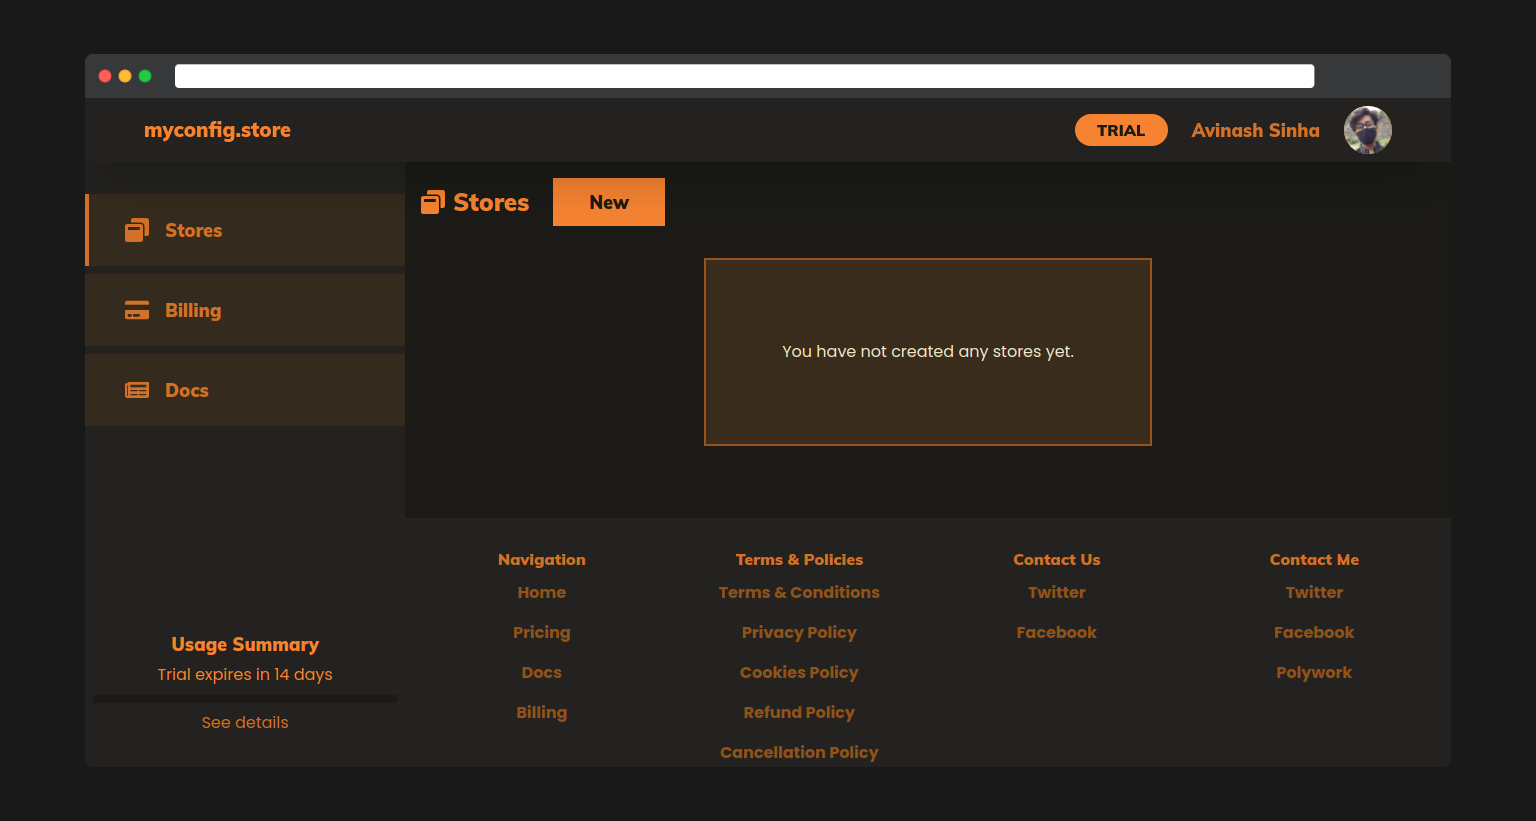 myconfig.store
TRIAL
Avinash Sinha
Stores
Billing
Docs
Usage Summary
Trial expires in 14 days
See details
Stores
New
You have not created any stores yet.
Navigation
Home
Pricing
Docs
Billing
Terms & Policies
Terms & Conditions
Privacy Policy
Cookies Policy
Refund Policy
Cancellation Policy
Contact Us
Twitter
Facebook
Contact Me
Twitter
Facebook
Polywork